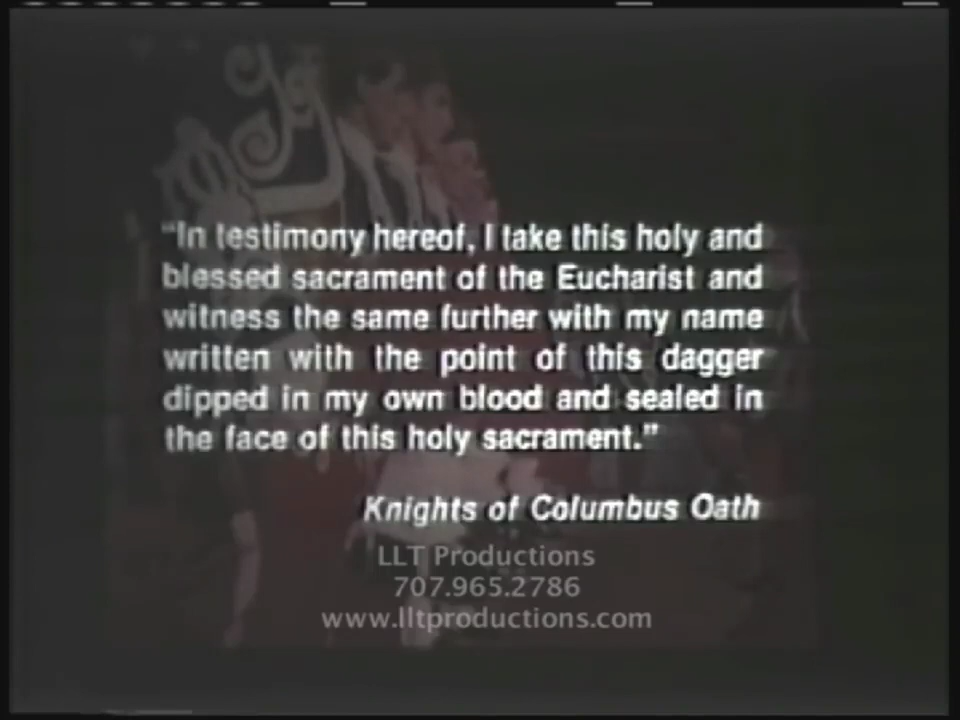 "In testimony hereof, I take this holy and
blessed sacrament of the Eucharist and
witness the same further with my name
written with the point of this dagger
dipped in my own blood and sealed in
the face of this holy sacrament."
Knights of Columbus Oath
LLT Productions
707.965.2786
www.lltproductions.com